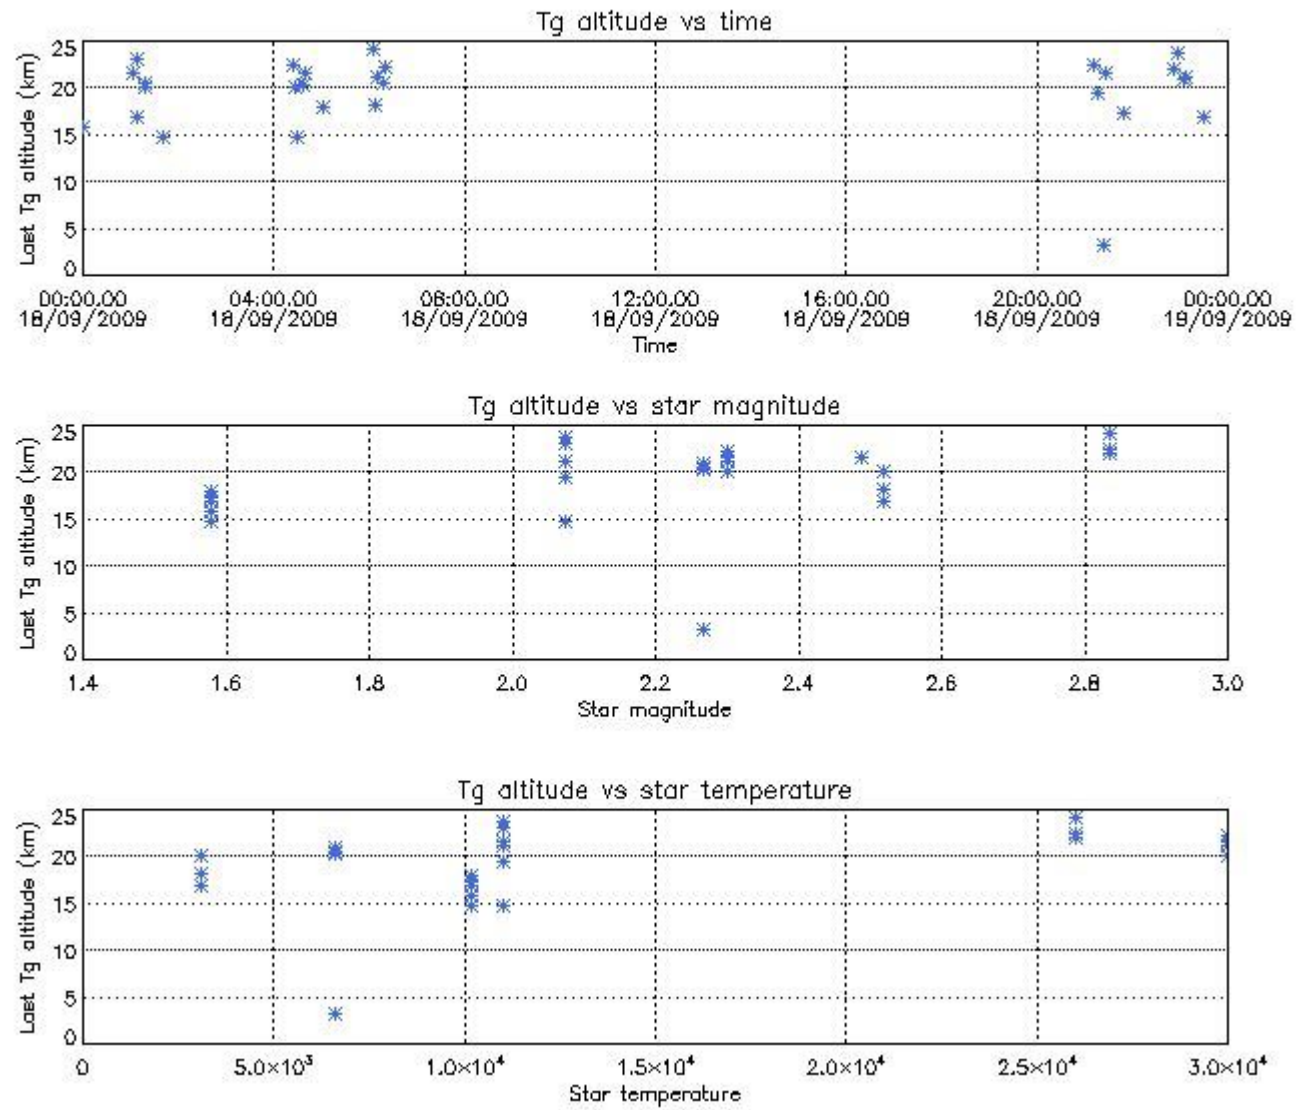 Tg altitude vs time
Last Tg altitude (km)
25
20
15
10
5
0
00:00.00 04:00.00 08:00.00 12:00.00 16:00.00 20:00.00 00:00.00
18/09/2009 18/09/2009 18/09/2009 18/09/2009 18/09/2009 18/09/2009 19/09/2009
Time
Tg altitude vs star magnitude
Last Tg altitude (km)
25
20
15
10
5
0
1.4 1.6 1.8 2.0 2.2 2.4 2.6 2.8 3.0
Star magnitude
Tg altitude vs star temperature
Last Tg altitude (km)
25
20
15
10
5
0
0 5.0×10³ 1.0×10⁴ 1.5×10⁴ 2.0×10⁴ 2.5×10⁴ 3.0×10⁴
Star temperature